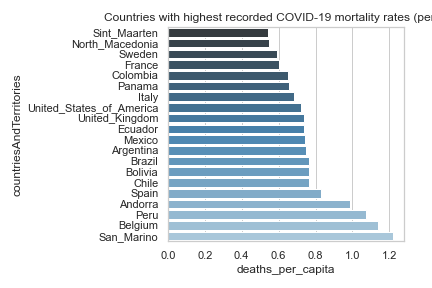 Countries with highest recorded COVID-19 mortality rates (per
countriesAndTerritories
Sint_Maarten
North_Macedonia
Sweden
France
Colombia
Panama
Italy
United_States_of_America
United_Kingdom
Ecuador
Mexico
Argentina
Brazil
Bolivia
Chile
Spain
Andorra
Peru
Belgium
San_Marino
0.0 0.2 0.4 0.6 0.8 1.0 1.2
deaths_per_capita